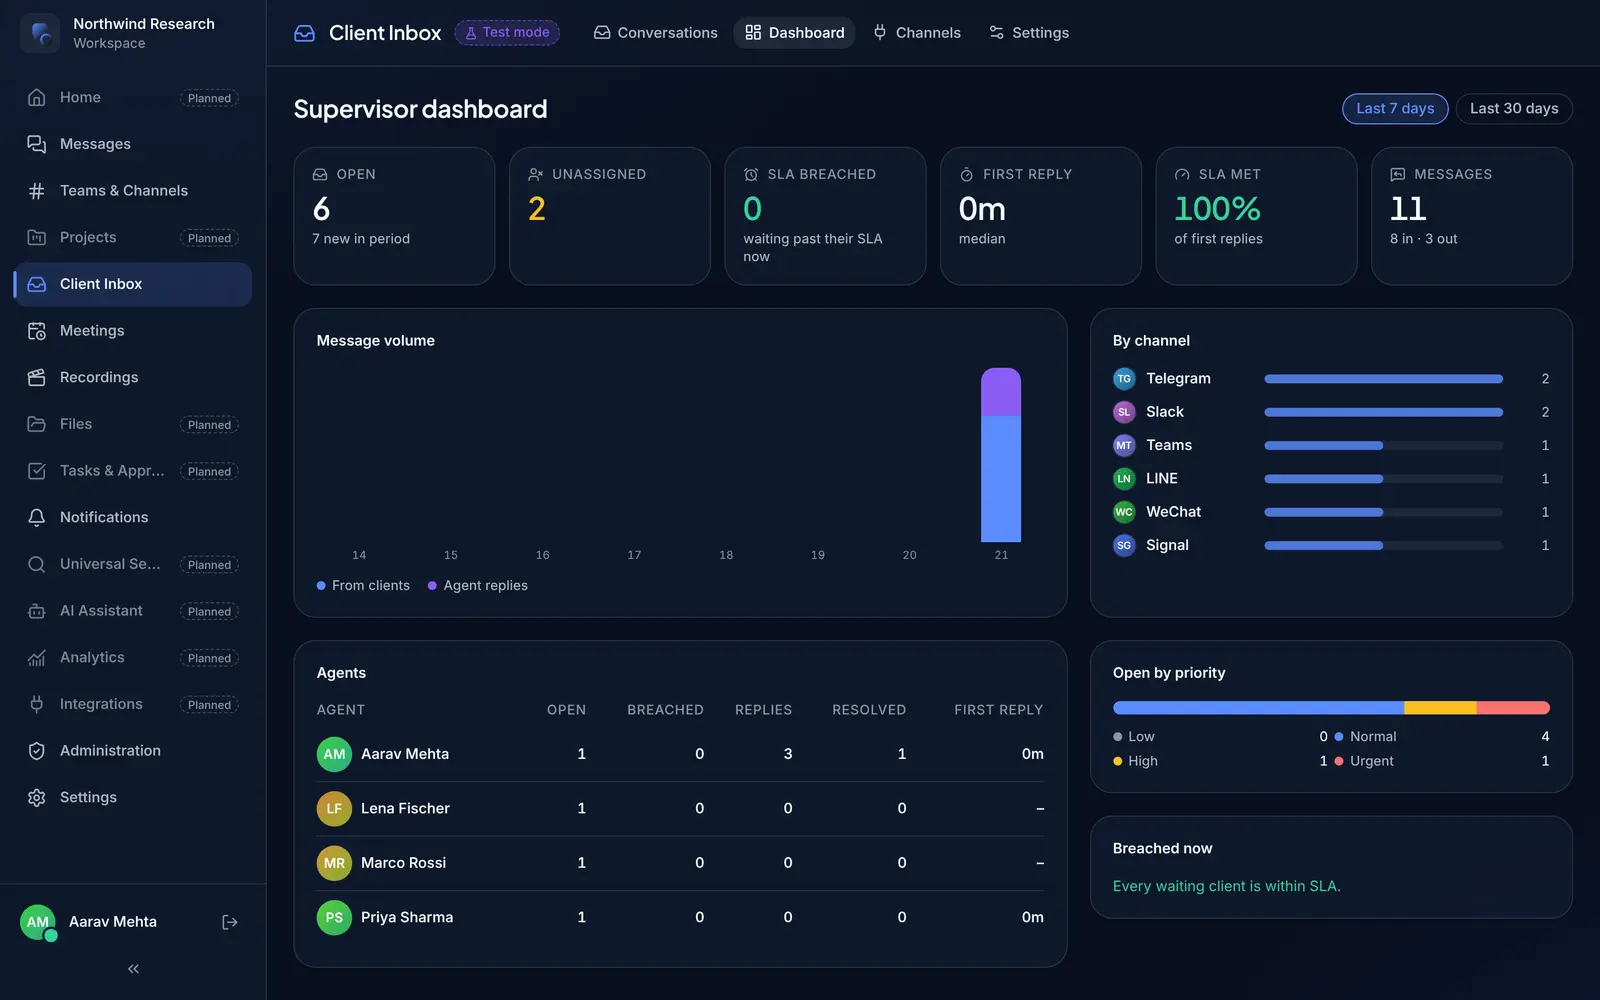 Northwind Research
Workspace
Home Planned
Messages
Teams & Channels
Projects Planned
Client Inbox
Meetings
Recordings
Files Planned
Tasks & Appr... Planned
Notifications
Universal Se... Planned
AI Assistant Planned
Analytics Planned
Integrations Planned
Administration
Settings
AM Aarav Mehta
Client Inbox Test mode Conversations Dashboard Channels Settings
Supervisor dashboard Last 7 days Last 30 days
OPEN
6
7 new in period
UNASSIGNED
2
SLA BREACHED
0
waiting past their SLA
now
FIRST REPLY
0m
median
SLA MET
100%
of first replies
MESSAGES
11
8 in · 3 out
Message volume
14 15 16 17 18 19 20 21
From clients Agent replies
By channel
TG Telegram 2
SL Slack 2
MT Teams 1
LN LINE 1
WC WeChat 1
SG Signal 1
Agents
AGENT OPEN BREACHED REPLIES RESOLVED FIRST REPLY
AM Aarav Mehta 1 0 3 1 0m
LF Lena Fischer 1 0 0 0 –
MR Marco Rossi 1 0 0 0 –
PS Priya Sharma 1 0 0 0 0m
Open by priority
Low 0 Normal 4
High 1 Urgent 1
Breached now
Every waiting client is within SLA.